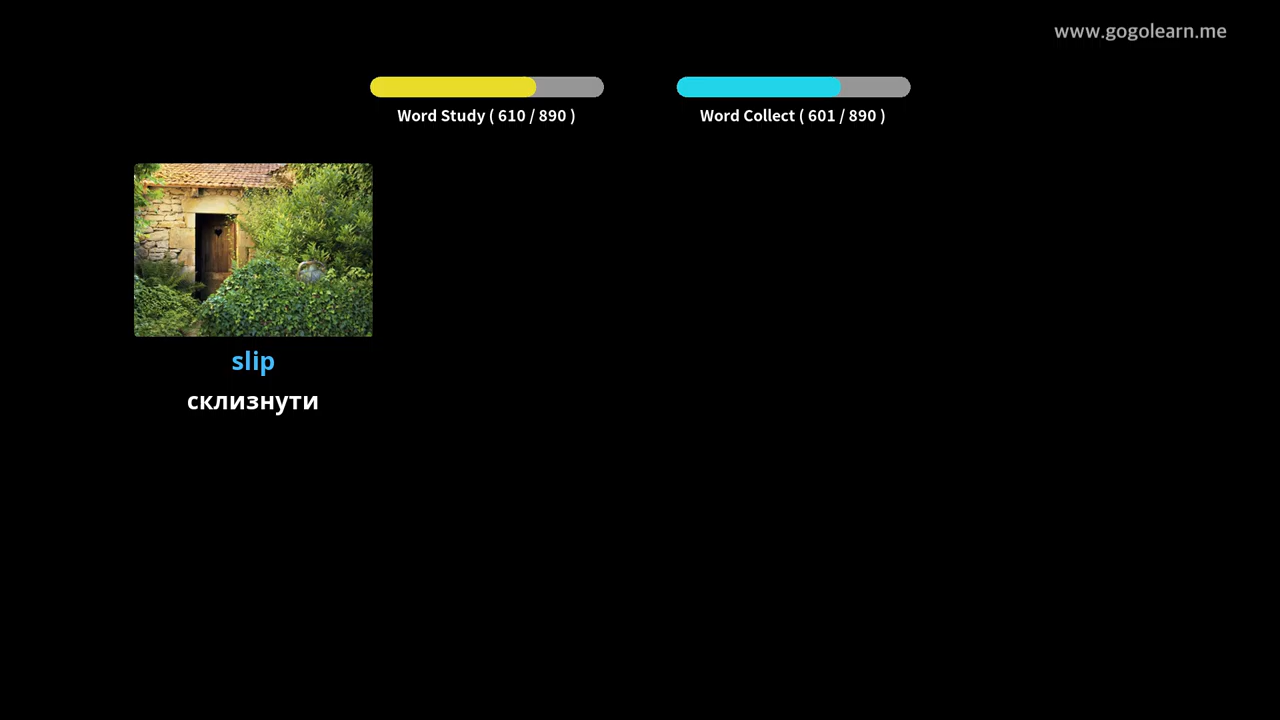 www.gogolearn.me
Word Study ( 610 / 890 )
Word Collect ( 601 / 890 )
slip
склизнути